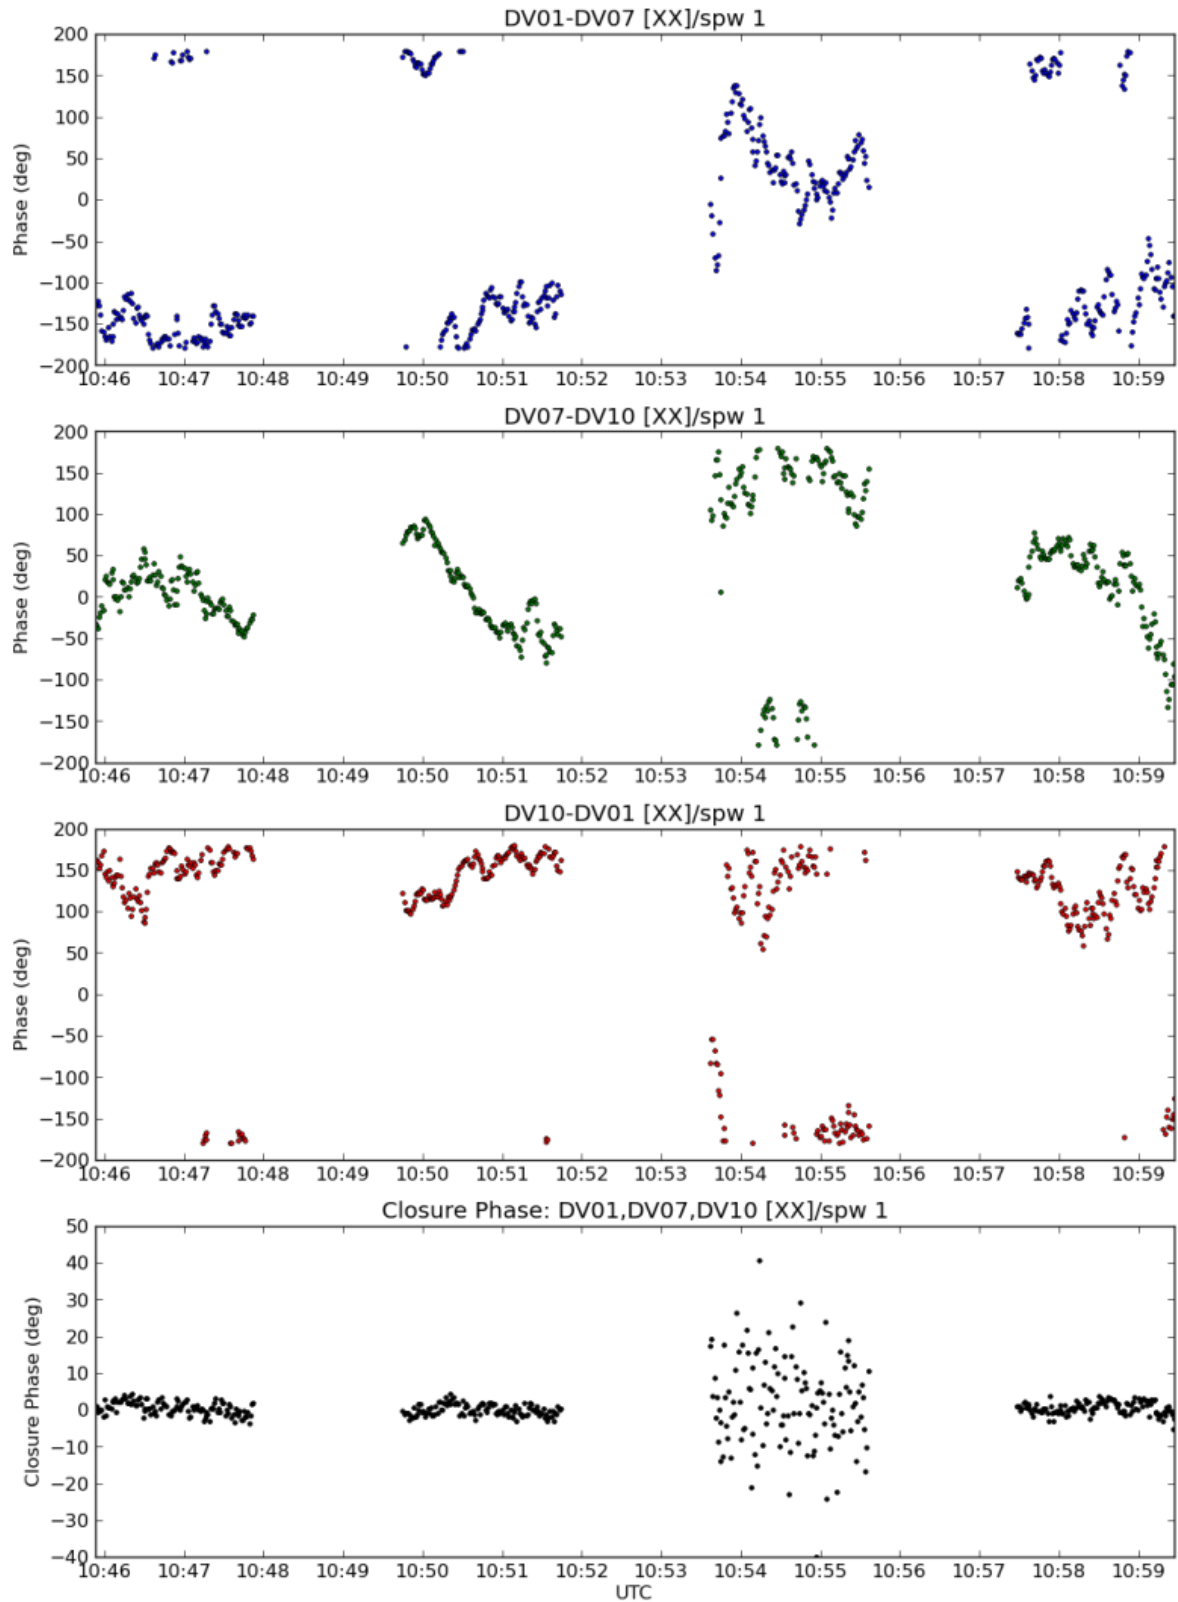 DV01-DV07 [XX]/spw 1
200
150
100
50
0
−50
−100
−150
−200
Phase (deg)
10:46 10:47 10:48 10:49 10:50 10:51 10:52 10:53 10:54 10:55 10:56 10:57 10:58 10:59
DV07-DV10 [XX]/spw 1
200
150
100
50
0
−50
−100
−150
−200
Phase (deg)
10:46 10:47 10:48 10:49 10:50 10:51 10:52 10:53 10:54 10:55 10:56 10:57 10:58 10:59
DV10-DV01 [XX]/spw 1
200
150
100
50
0
−50
−100
−150
−200
Phase (deg)
10:46 10:47 10:48 10:49 10:50 10:51 10:52 10:53 10:54 10:55 10:56 10:57 10:58 10:59
Closure Phase: DV01,DV07,DV10 [XX]/spw 1
50
40
30
20
10
0
−10
−20
−30
−40
Closure Phase (deg)
10:46 10:47 10:48 10:49 10:50 10:51 10:52 10:53 10:54 10:55 10:56 10:57 10:58 10:59
UTC